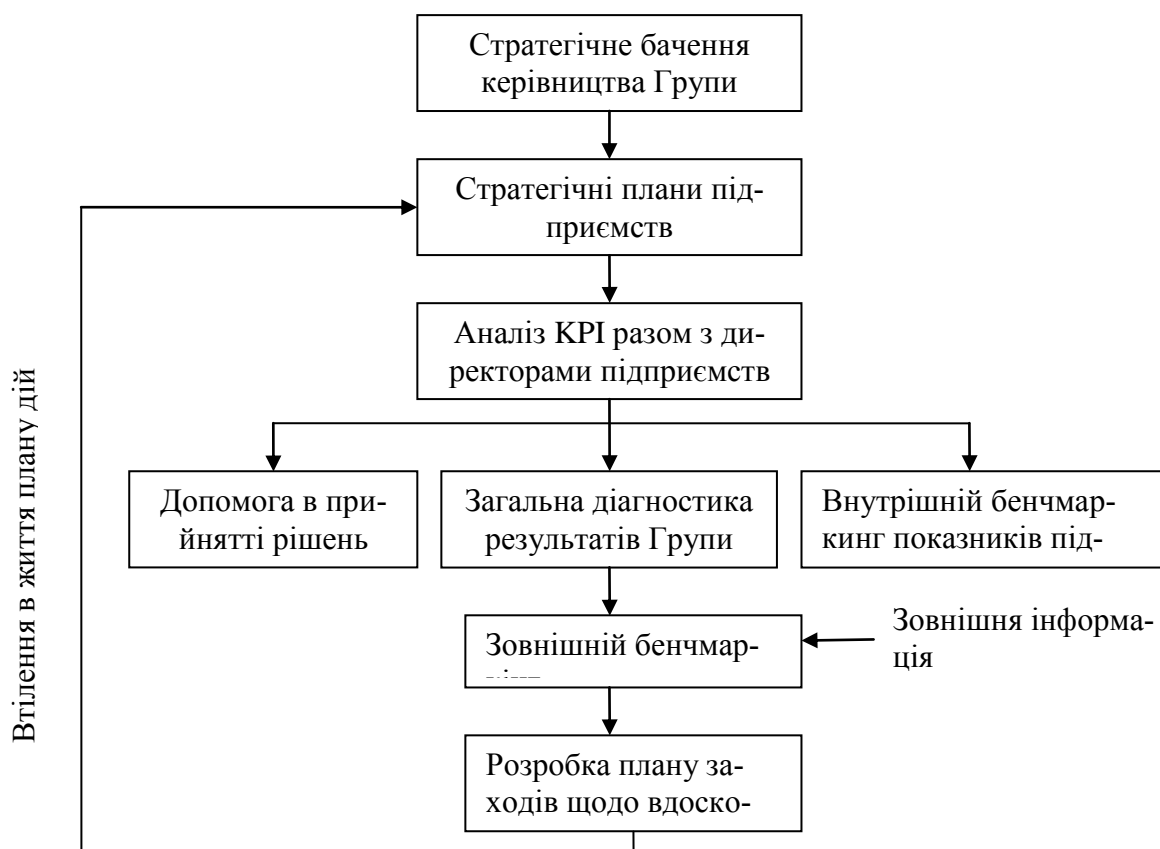 Стратегічне бачення
керівництва Групи
Стратегічні плани під-
приємств
Аналіз KPI разом з ди-
ректорами підприємств
Втілення в життя плану дій
Допомога в при-
йнятті рішень
Загальна діагностика
результатів Групи
Внутрішній бенчмар-
кинг показників під-
Зовнішній бенчмар-
Зовнішня інформа-
ція
Розробка плану за-
ходів щодо вдоско-